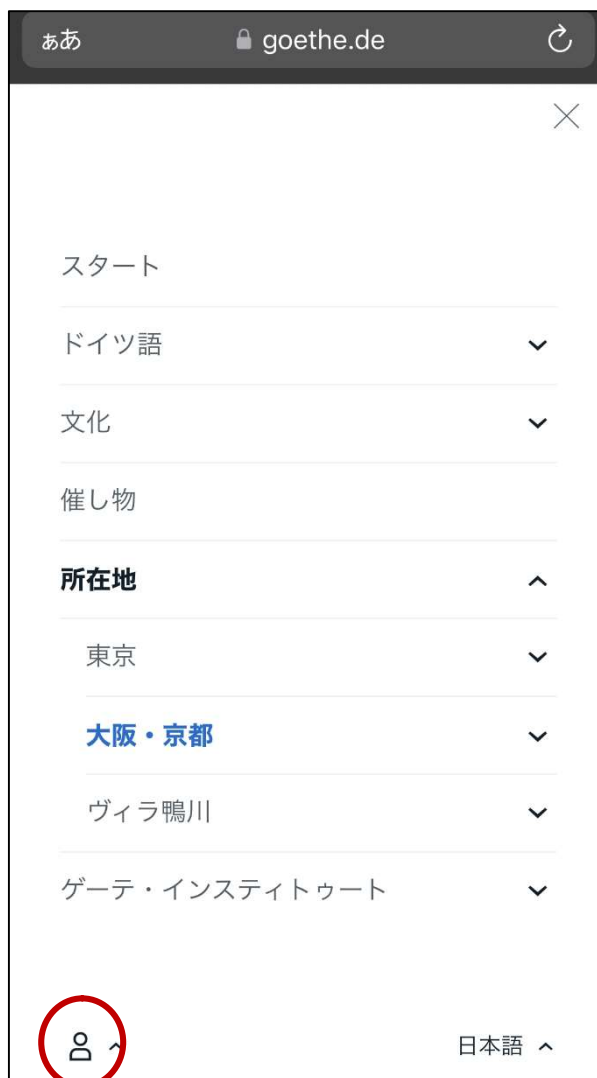 ぁあ goethe.de
スタート
ドイツ語
文化
催し物
所在地
東京
大阪・京都
ヴィラ鴨川
ゲーテ・インスティトゥート
日本語